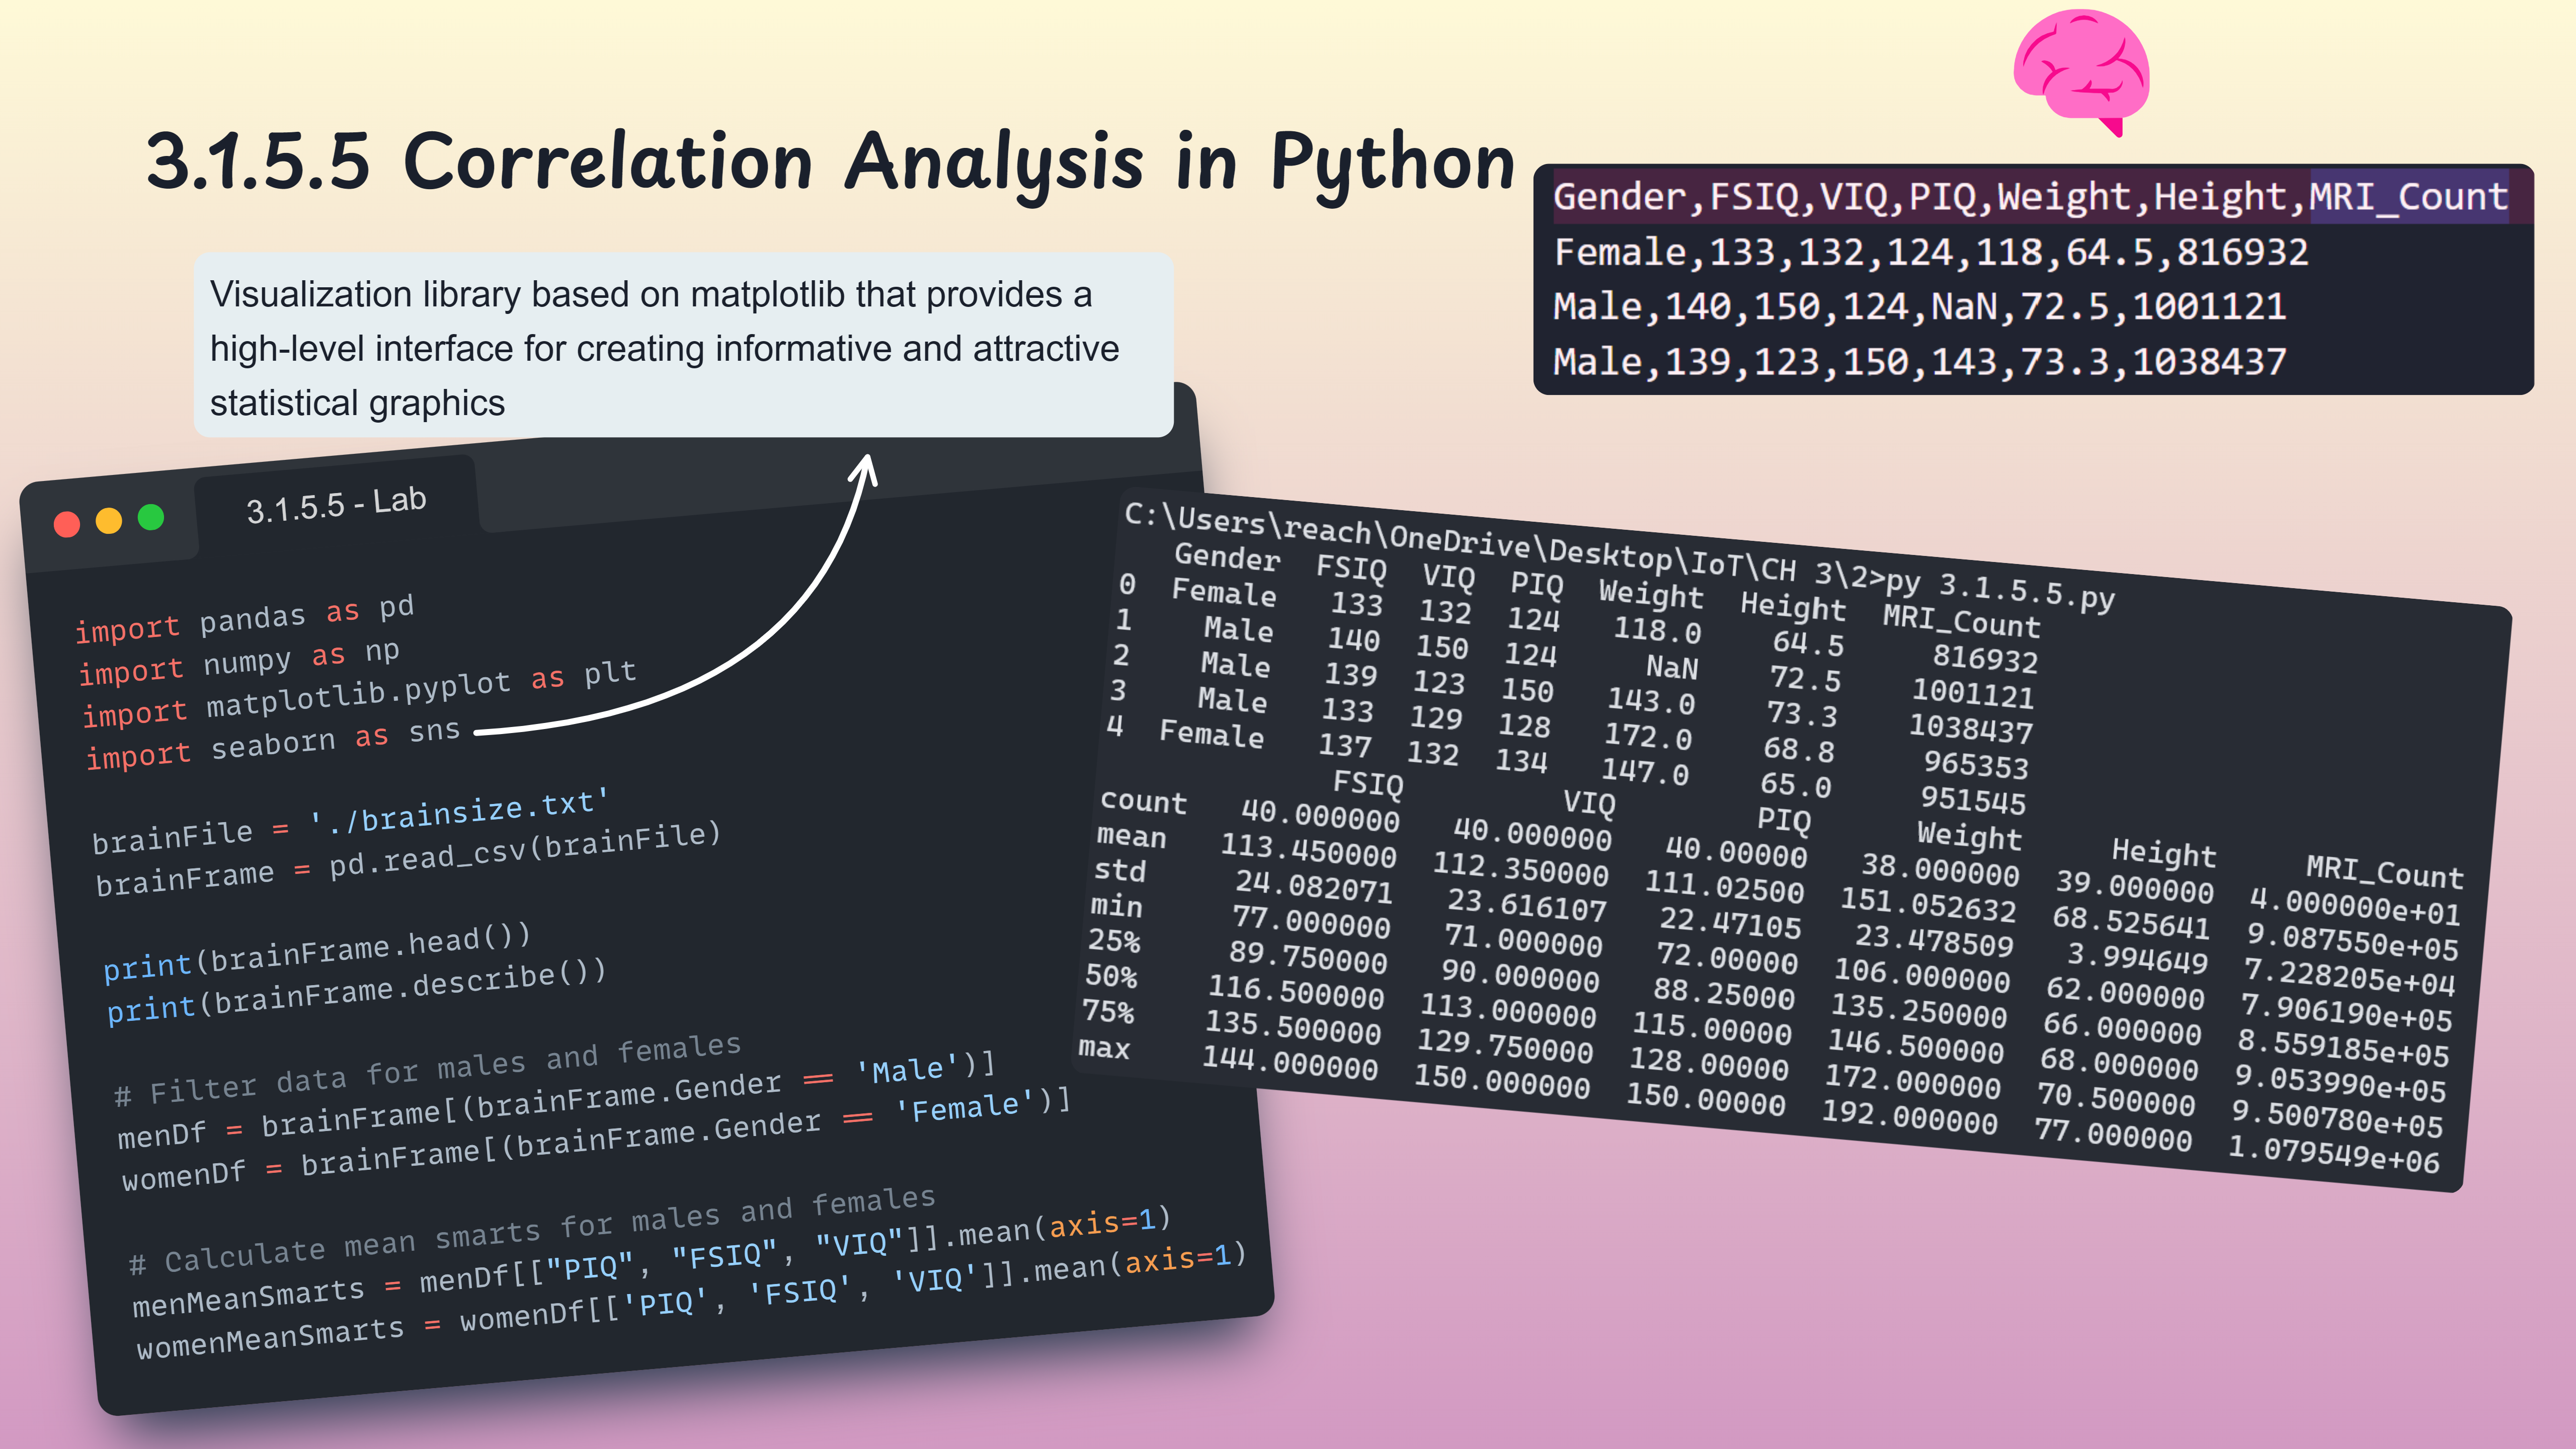 3.1.5.5 Correlation Analysis in Python
Gender,FSIQ,VIQ,PIQ,Weight,Height,MRI_Count
Female,133,132,124,118,64.5,816932
Male,140,150,124,NaN,72.5,1001121
Male,139,123,150,143,73.3,1038437
Visualization library based on matplotlib that provides a
high-level interface for creating informative and attractive
statistical graphics
3.1.5.5 - Lab
import pandas as pd
import numpy as np
import matplotlib.pyplot as plt
import seaborn as sns
brainFile = './brainsize.txt'
brainFrame = pd.read_csv(brainFile)
print(brainFrame.head())
print(brainFrame.describe())
# Filter data for males and females
menDf = brainFrame[(brainFrame.Gender == 'Male')]
womenDf = brainFrame[(brainFrame.Gender == 'Female')]
# Calculate mean smarts for males and females
menMeanSmarts = menDf[["PIQ", "FSIQ", "VIQ"]].mean(axis=1)
womenMeanSmarts = womenDf[['PIQ', 'FSIQ', 'VIQ']].mean(axis=1)
C:\Users\reach\OneDrive\Desktop\IoT\CH 3\2>py 3.1.5.5.py
Gender FSIQ VIQ PIQ Weight Height MRI_Count
0 Female 133 132 124 118.0 64.5 816932
1 Male 140 150 124 NaN 72.5 1001121
2 Male 139 123 150 143.0 73.3 1038437
3 Male 133 129 128 172.0 68.8 965353
4 Female 137 132 134 147.0 65.0 951545
FSIQ VIQ PIQ Weight Height MRI_Count
count 40.000000 40.000000 40.00000 38.000000 39.000000 4.000000e+01
mean 113.450000 112.350000 111.02500 151.052632 68.525641 9.087550e+05
std 24.082071 23.616107 22.47105 23.478509 3.994649 7.228205e+04
min 77.000000 71.000000 72.00000 106.000000 62.000000 7.906190e+05
25% 89.750000 90.000000 88.25000 135.250000 66.000000 8.559185e+05
50% 116.500000 113.000000 115.00000 146.500000 68.000000 9.053990e+05
75% 135.500000 129.750000 128.00000 172.000000 70.500000 9.500780e+05
max 144.000000 150.000000 150.00000 192.000000 77.000000 1.079549e+06